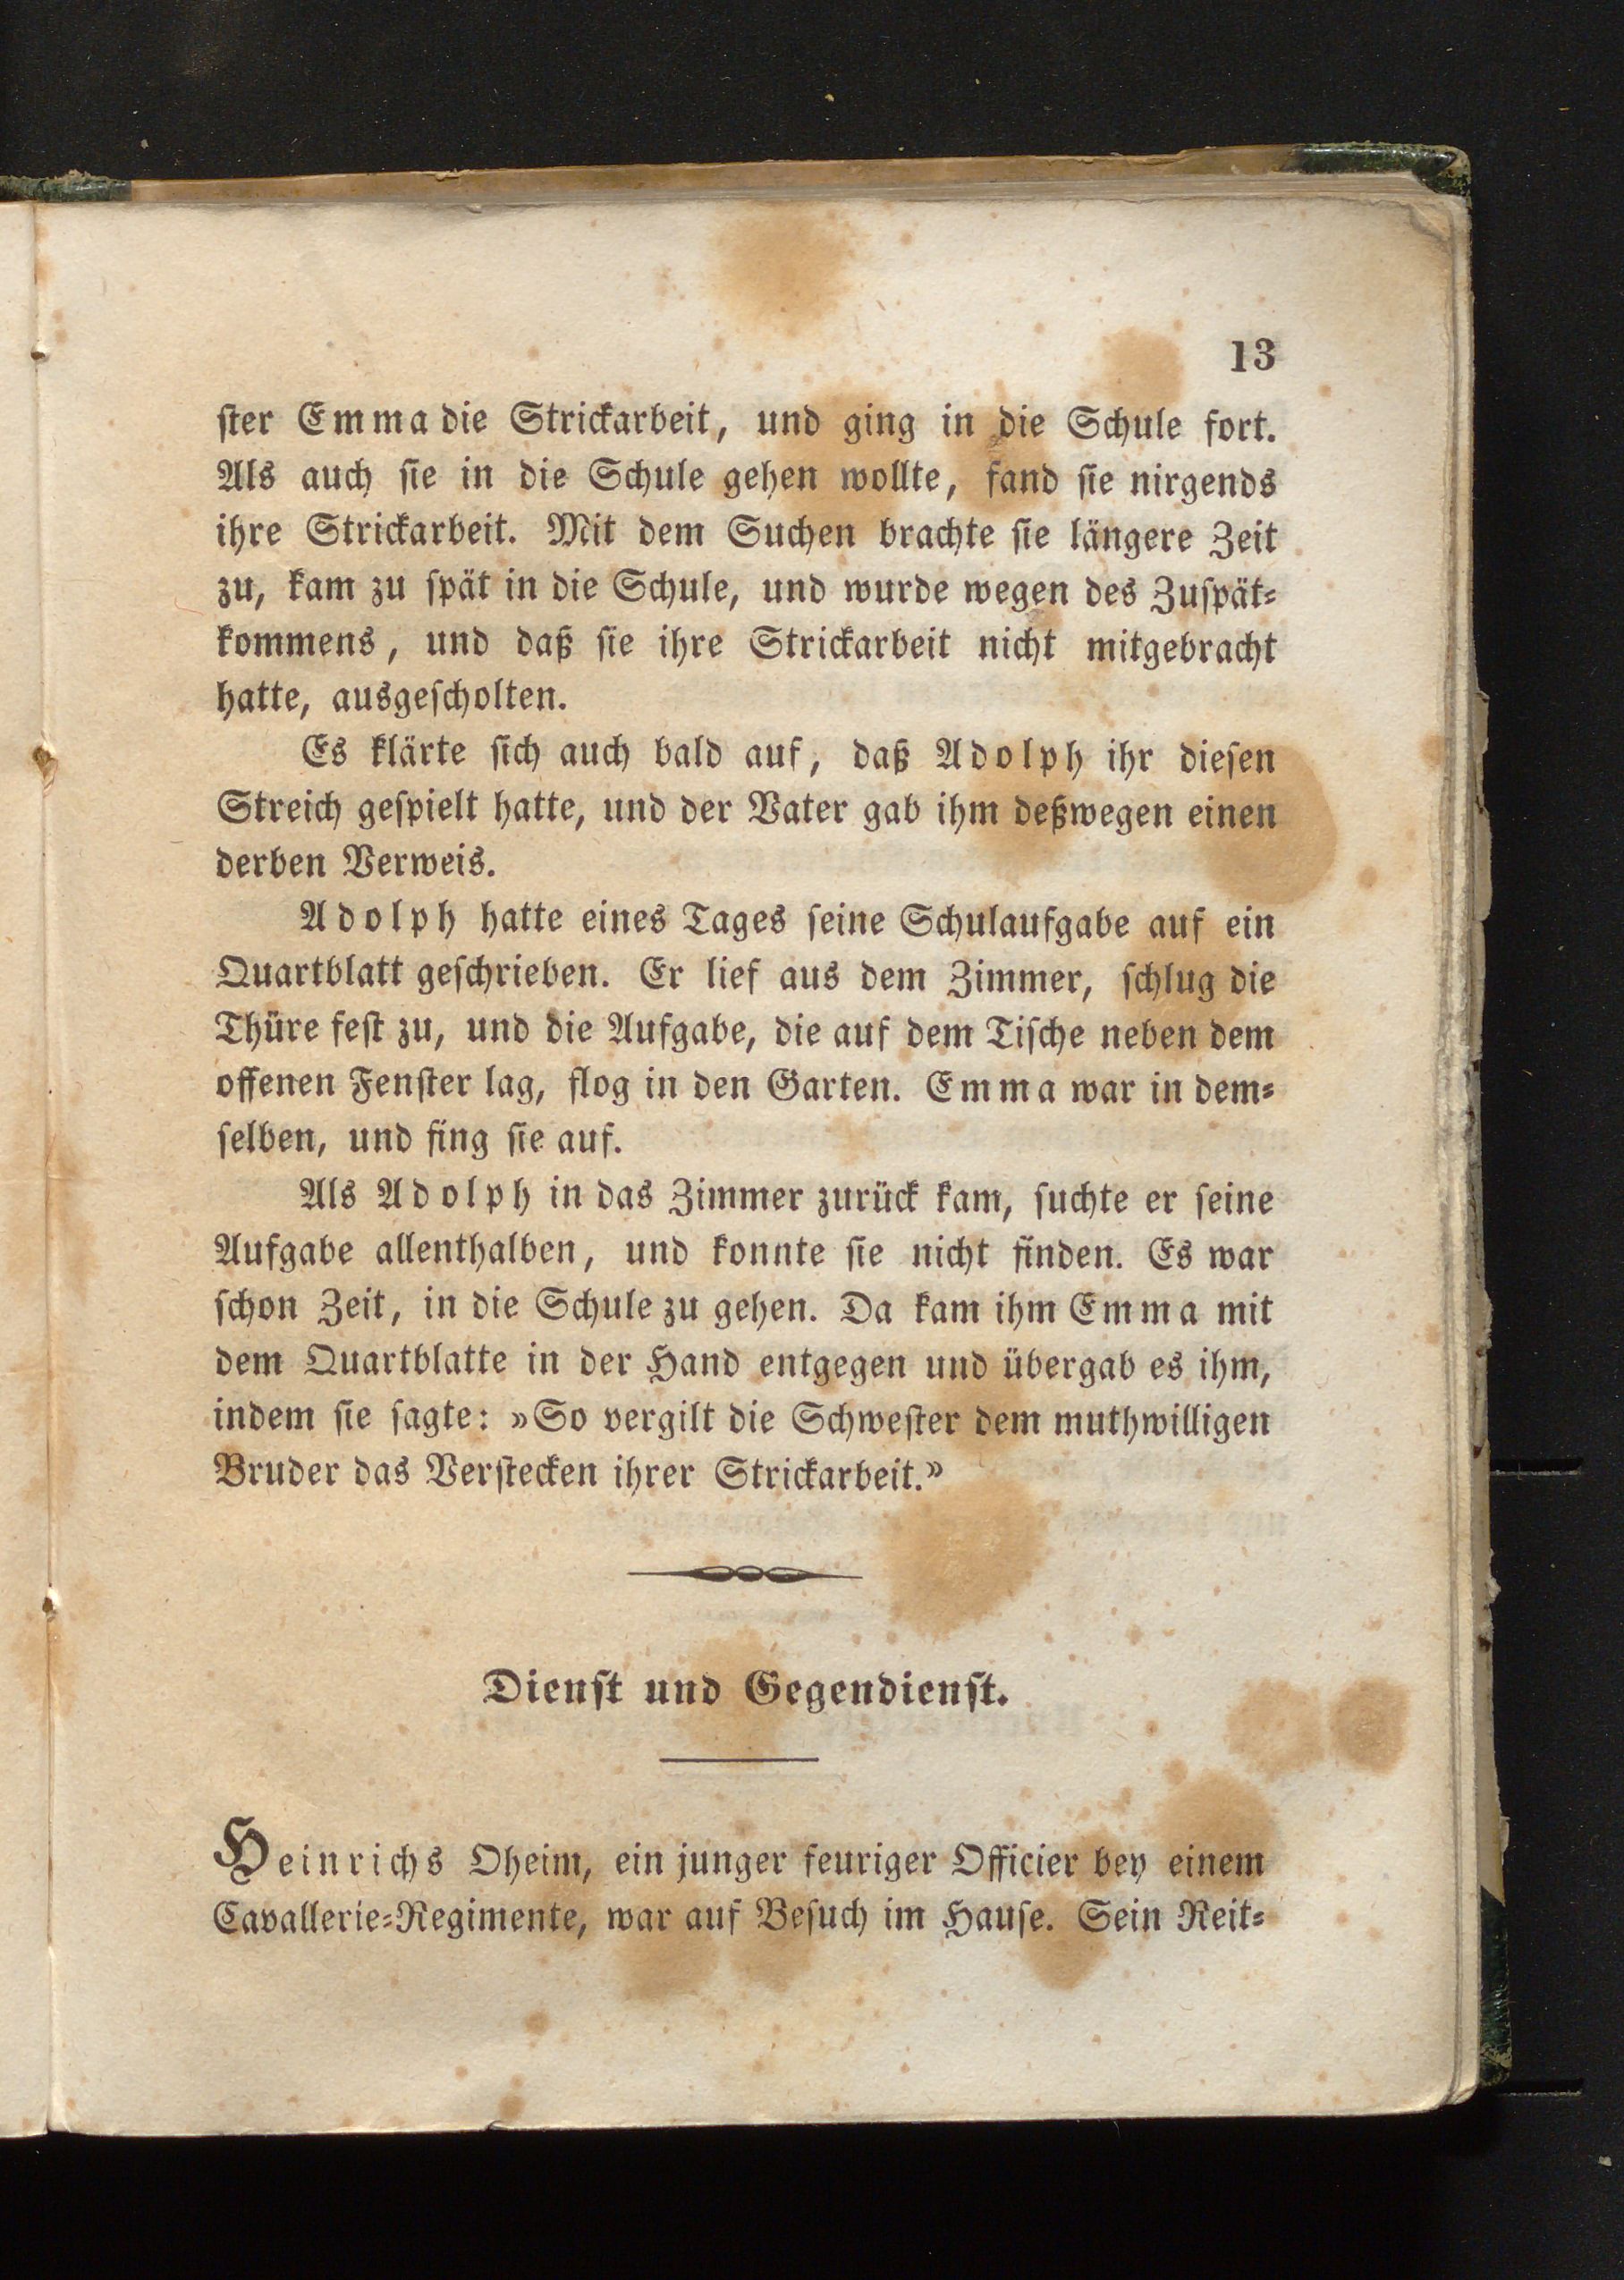 13
ſter Emma die Strickarbeit, und ging in die Schule fort.
Als auch ſie in die Schule gehen wollte, fand ſie nirgends
ihre Strickarbeit. Mit dem Suchen brachte ſie längere Zeit
zu, kam zu ſpät in die Schule, und wurde wegen des Zuſpät⸗
kommens, und daß ſie ihre Strickarbeit nicht mitgebracht
hatte, ausgeſcholten.
Es klärte ſich auch bald auf, daß Adolph ihr dieſen
Streich geſpielt hatte, und der Vater gab ihm deßwegen einen
derben Verweis.
Adolph hatte eines Tages ſeine Schulaufgabe auf ein
Quartblatt geſchrieben. Er lief aus dem Zimmer, ſchlug die
Thüre feſt zu, und die Aufgabe, die auf dem Tiſche neben dem
offenen Fenſter lag, flog in den Garten. Emma war in dem⸗
ſelben, und fing ſie auf.
Als Adolph in das Zimmer zurück kam, ſuchte er ſeine
Aufgabe allenthalben, und konnte ſie nicht finden. Es war
ſchon Zeit, in die Schule zu gehen. Da kam ihm Emma mit
dem Quartblatte in der Hand entgegen und übergab es ihm,
indem ſie ſagte: »So vergilt die Schweſter dem muthwilligen
Bruder das Verſtecken ihrer Strickarbeit.»
Dienſt und Gegendienſt.
Heinrichs Oheim, ein junger feuriger Officier bey einem
Cavallerie⸗Regimente, war auf Beſuch im Hauſe. Sein Reit⸗